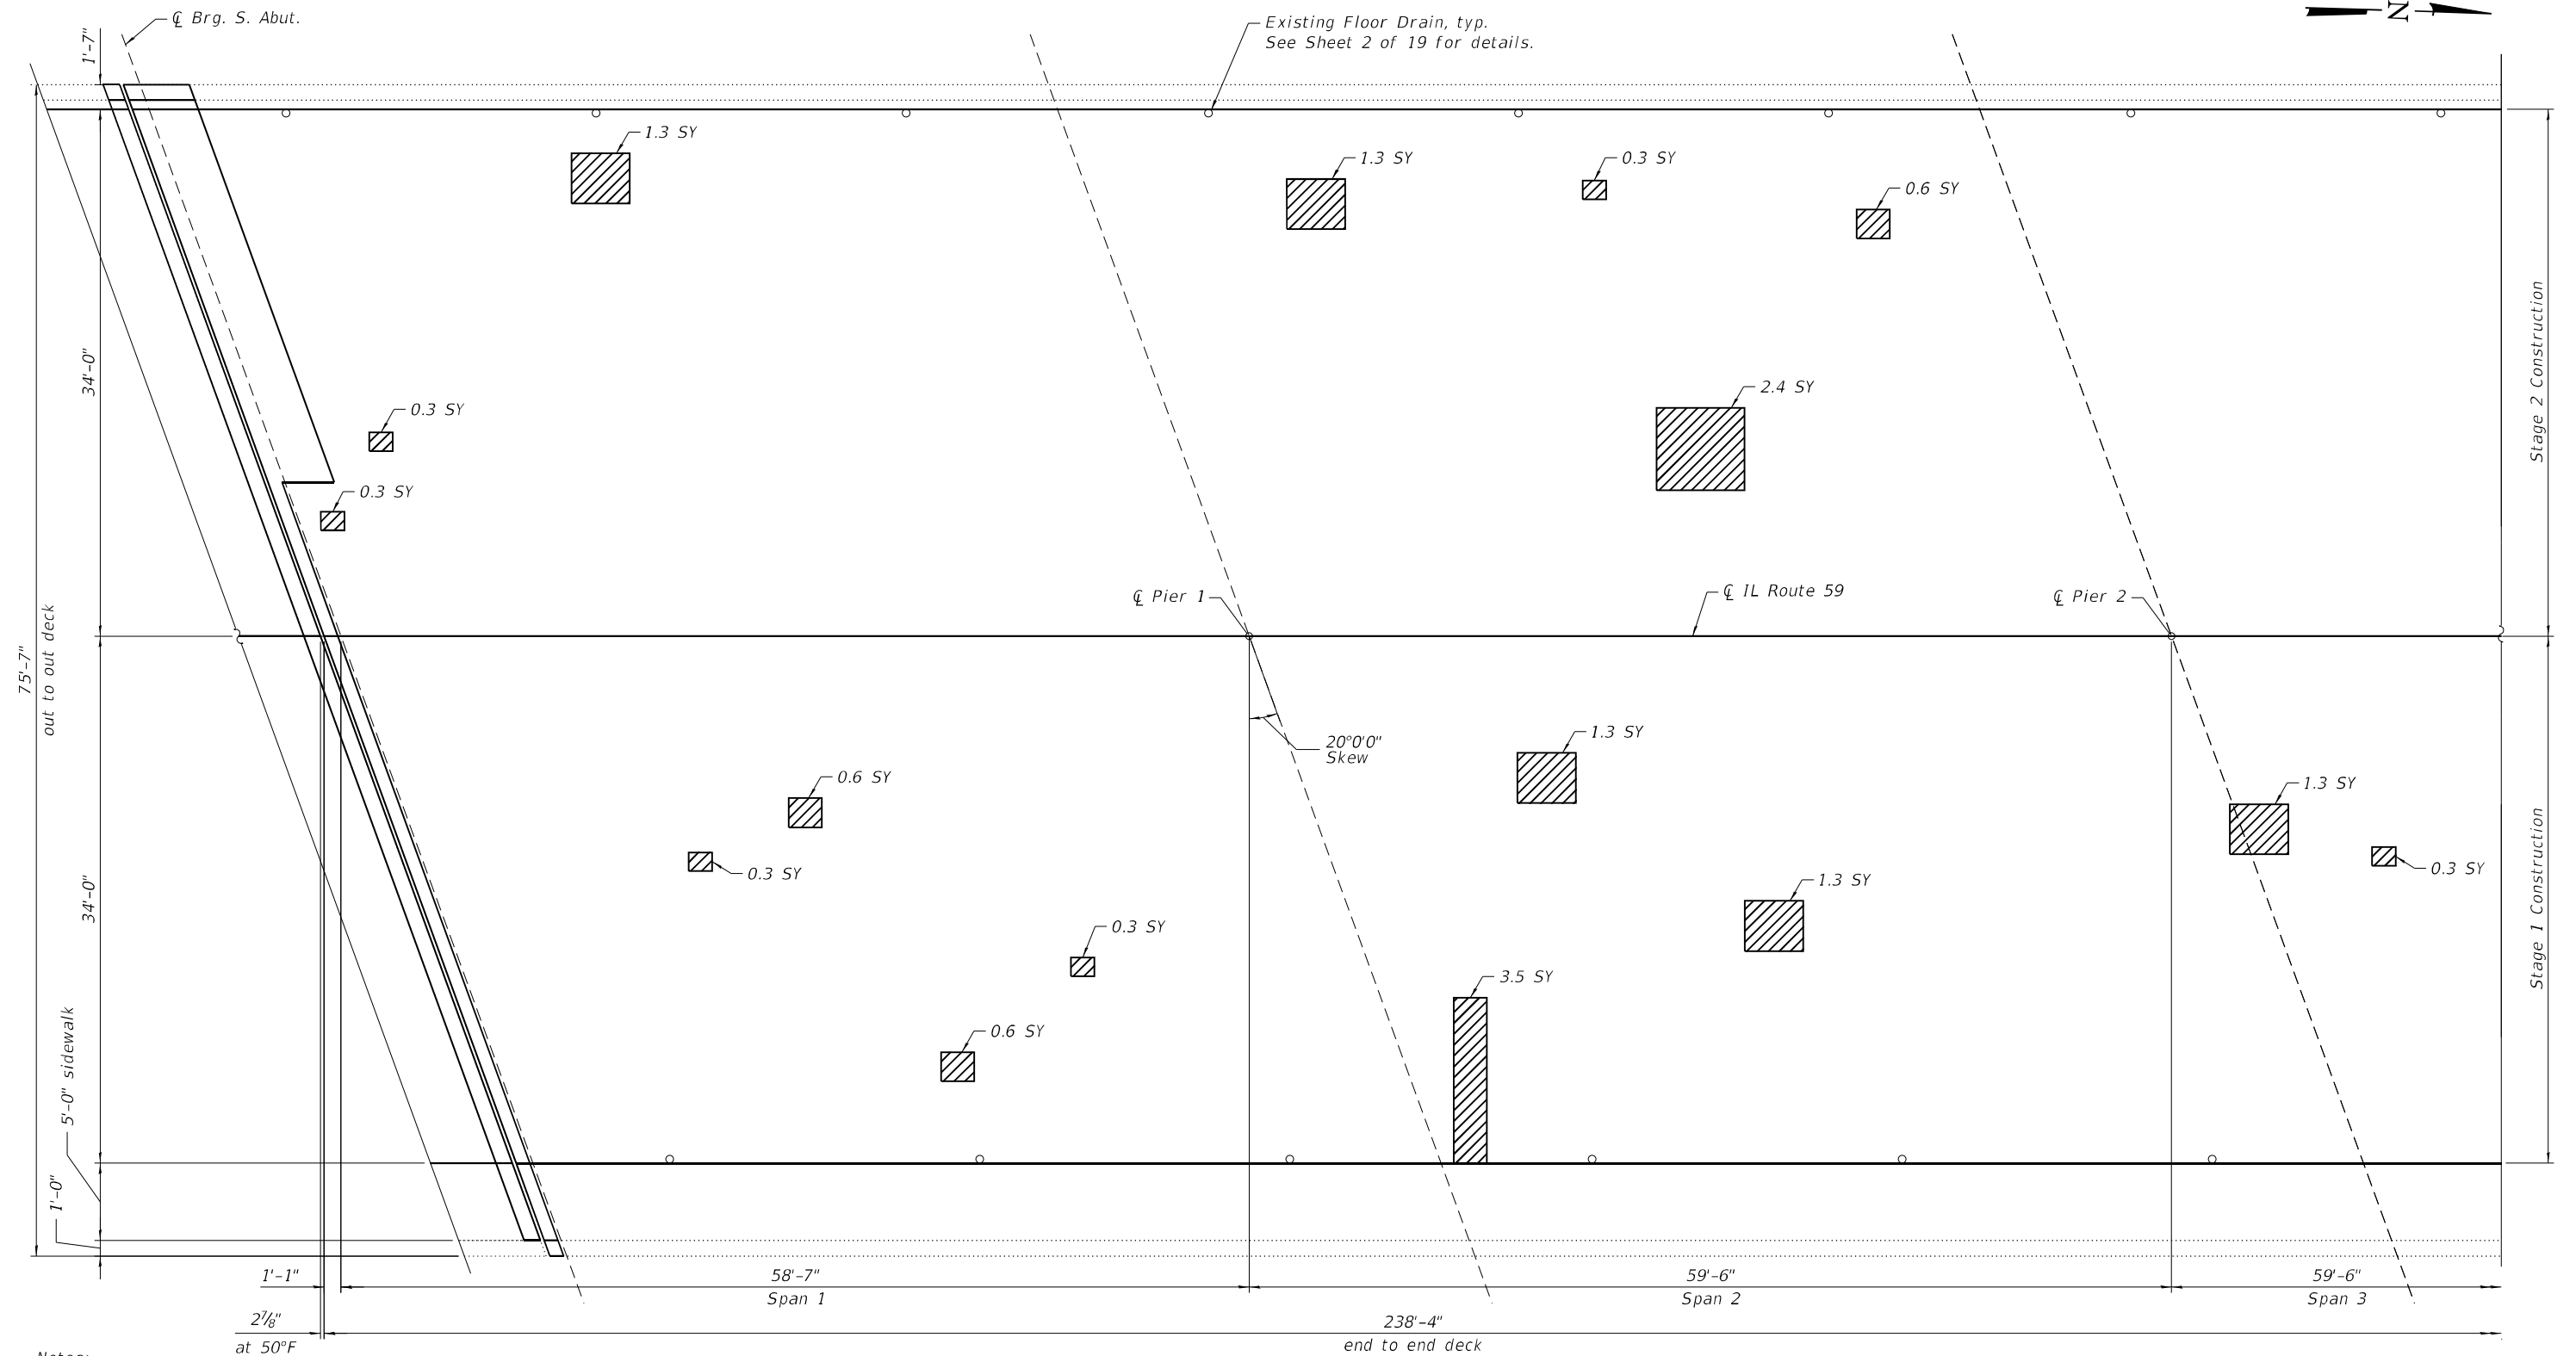 ℄ Brg. S. Abut.
Existing Floor Drain, typ.
See Sheet 2 of 19 for details.
N
1'-7"
1.3 SY
1.3 SY
0.3 SY
0.6 SY
34'-0"
Stage 2 Construction
2.4 SY
0.3 SY
0.3 SY
℄ Pier 1
℄ IL Route 59
℄ Pier 2
75'-7"
out to out deck
20°0'0"
Skew
1.3 SY
0.6 SY
1.3 SY
0.3 SY
0.3 SY
34'-0"
1.3 SY
Stage 1 Construction
0.3 SY
3.5 SY
0.6 SY
5'-0" sidewalk
1'-0"
1'-1"
58'-7"
Span 1
59'-6"
Span 2
59'-6"
Span 3
2⅞"
at 50°F
238'-4"
end to end deck